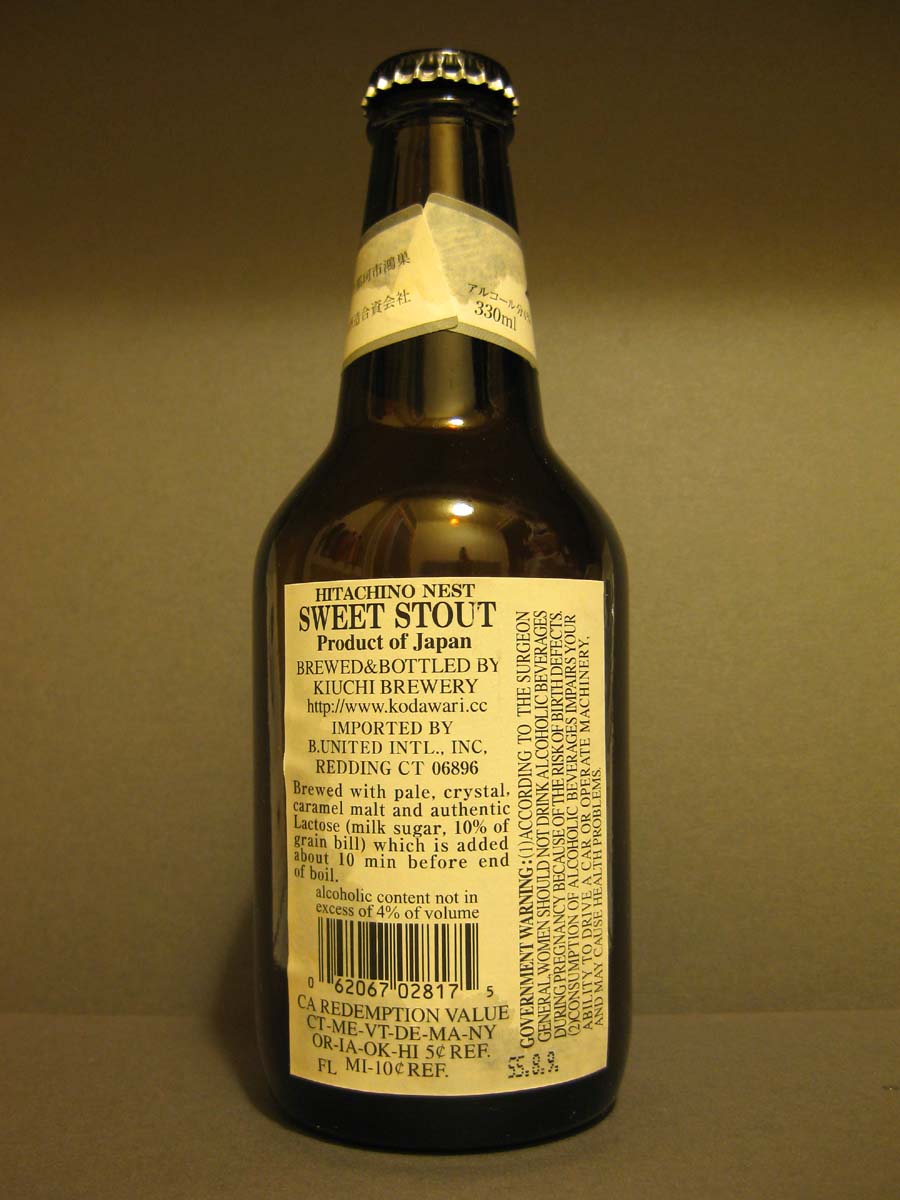 市鴻巣
合資会社
アルコール分
330ml
HITACHINO NEST
SWEET STOUT
Product of Japan
BREWED&BOTTLED BY
KIUCHI BREWERY
http://www.kodawari.cc
IMPORTED BY
B.UNITED INTL., INC,
REDDING CT 06896
Brewed with pale, crystal,
caramel malt and authentic
Lactose (milk sugar, 10% of
grain bill) which is added
about 10 min before end
of boil.
alcoholic content not in
excess of 4% of volume
0 62067 02817 5
CA REDEMPTION VALUE
CT-ME-VT-DE-MA-NY
OR-IA-OK-HI 5¢ REF.
FL MI-10¢ REF.
GOVERNMENT WARNING:(1)ACCORDING TO THE SURGEON
GENERAL,WOMEN SHOULD NOT DRINK ALCOHOLIC BEVERAGES
DURING PREGNANCY BECAUSE OF THE RISK OF BIRTH DEFECTS.
(2)CONSUMPTION OF ALCOHOLIC BEVERAGES IMPAIRS YOUR
ABILITY TO DRIVE A CAR OR OPERATE MACHINERY,
AND MAY CAUSE HEALTH PROBLEMS.
55.8.9.